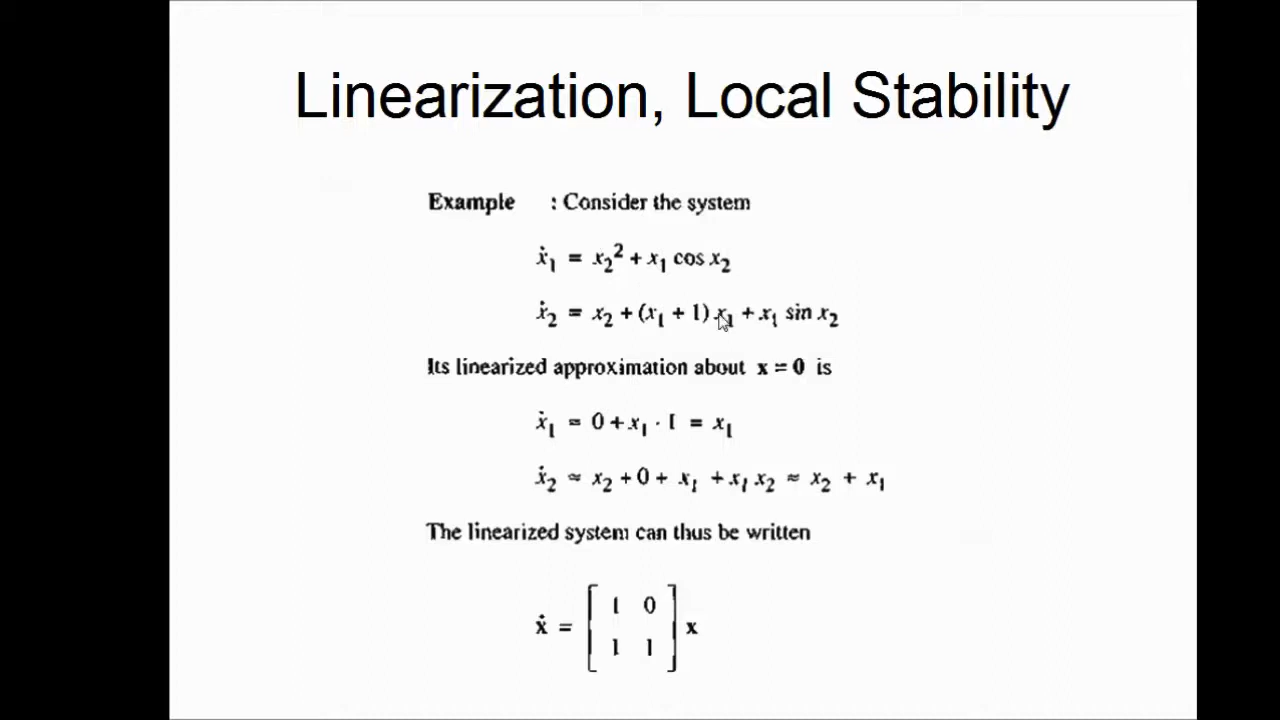 Linearization, Local Stability
Example : Consider the system
ẋ₁ = x₂² + x₁ cos x₂
ẋ₂ = x₂ + (x₁ + 1) x₁ + x₁ sin x₂
Its linearized approximation about x = 0 is
ẋ₁ ≈ 0 + x₁ · 1 = x₁
ẋ₂ ≈ x₂ + 0 + x₁ + x₁ x₂ ≈ x₂ + x₁
The linearized system can thus be written
1 0
ẋ = [ ] x
1 1